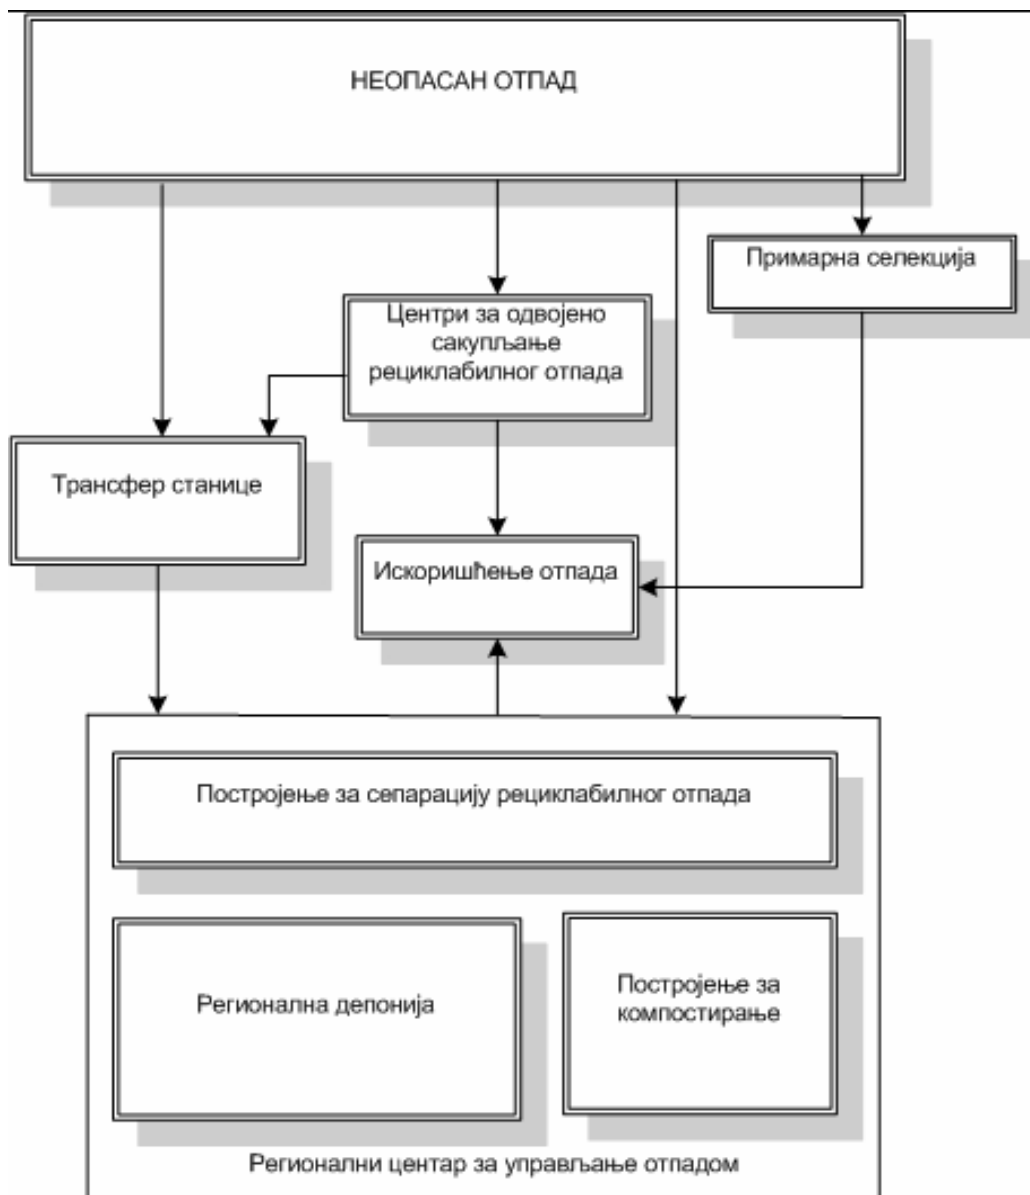 НЕОПАСАН ОТПАД
Примарна селекција
Центри за одвојено
сакупљање
рециклабилног отпада
Трансфер станице
Искоришћење отпада
Постројење за сепарацију рециклабилног отпада
Регионална депонија
Постројење за
компостирање
Регионални центар за управљање отпадом